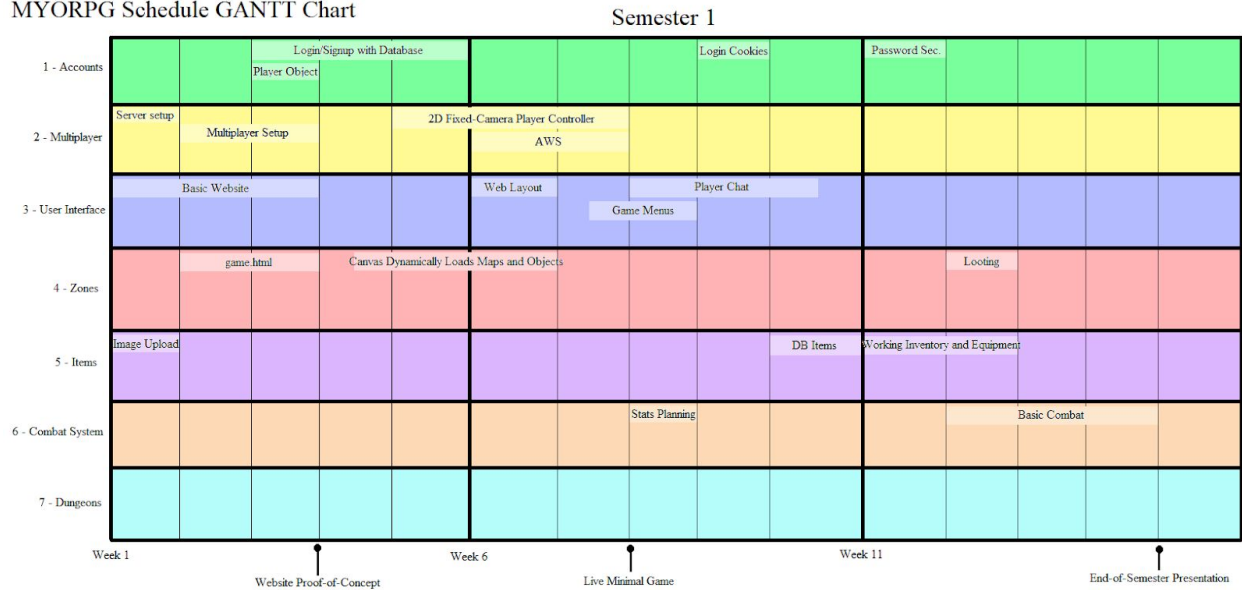 MYORPG Schedule GANTT Chart
Semester 1
1 - Accounts
Login/Signup with Database
Login Cookies
Password Sec.
Player Object
2 - Multiplayer
Server setup
2D Fixed-Camera Player Controller
Multiplayer Setup
AWS
3 - User Interface
Basic Website
Web Layout
Player Chat
Game Menus
4 - Zones
game.html
Canvas Dynamically Loads Maps and Objects
Looting
5 - Items
Image Upload
DB Items
Working Inventory and Equipment
6 - Combat System
Stats Planning
Basic Combat
7 - Dungeons
Week 1
Week 6
Week 11
Website Proof-of-Concept
Live Minimal Game
End-of-Semester Presentation